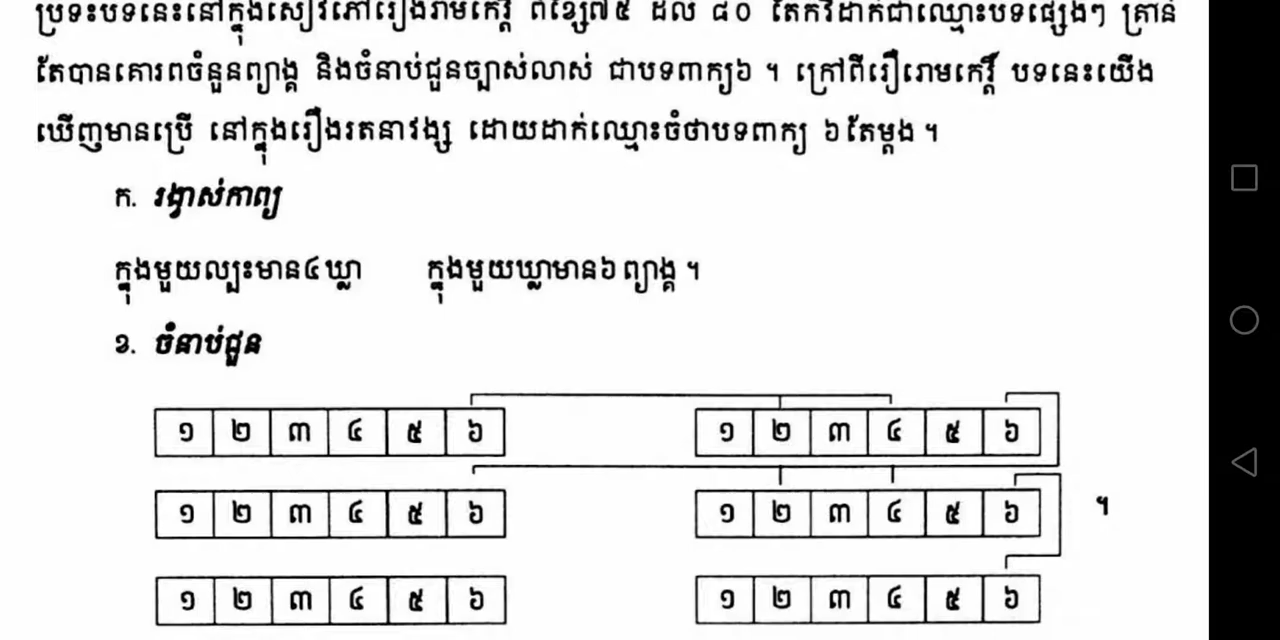 ប្រទះបទនេះនៅក្នុងសៀវភៅរឿងរាមកេរ្តិ៍ ពីខ្សែ៧៥ ដល់ ៨០ តែកវីដាក់ជាឈ្មោះបទផ្សេងៗ គ្រាន់
តែបានគោរពចំនួនព្យាង្គ និងចំនាប់ជួនច្បាស់លាស់ ជាបទពាក្យ៦ ។ ក្រៅពីរឿរោមកេរ្តិ៍ បទនេះយើង
ឃើញមានប្រើ នៅក្នុងរឿងរតនាវង្ស ដោយដាក់ឈ្មោះចំថាបទពាក្យ ៦ តែម្តង ។
ក. រង្វាស់កាព្យ
ក្នុងមួយល្បះមាន៤ឃ្លា ក្នុងមួយឃ្លាមាន៦ព្យាង្គ ។
ខ. ចំនាប់ជួន
១ ២ ៣ ៤ ៥ ៦ ១ ២ ៣ ៤ ៥ ៦
១ ២ ៣ ៤ ៥ ៦ ១ ២ ៣ ៤ ៥ ៦ ។
១ ២ ៣ ៤ ៥ ៦ ១ ២ ៣ ៤ ៥ ៦